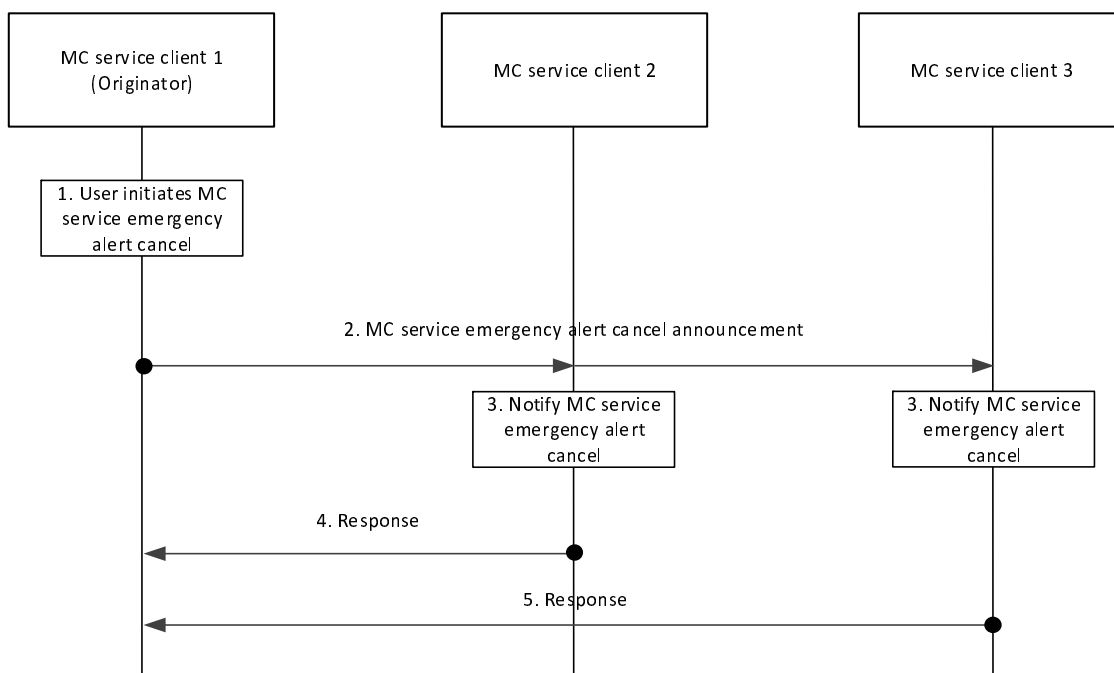 MC service client 1
(Originator)
MC service client 2
MC service client 3
1. User initiates MC
service emergency
alert cancel
2. MC service emergency alert cancel announcement
3. Notify MC service
emergency alert
cancel
3. Notify MC service
emergency alert
cancel
4. Response
5. Response